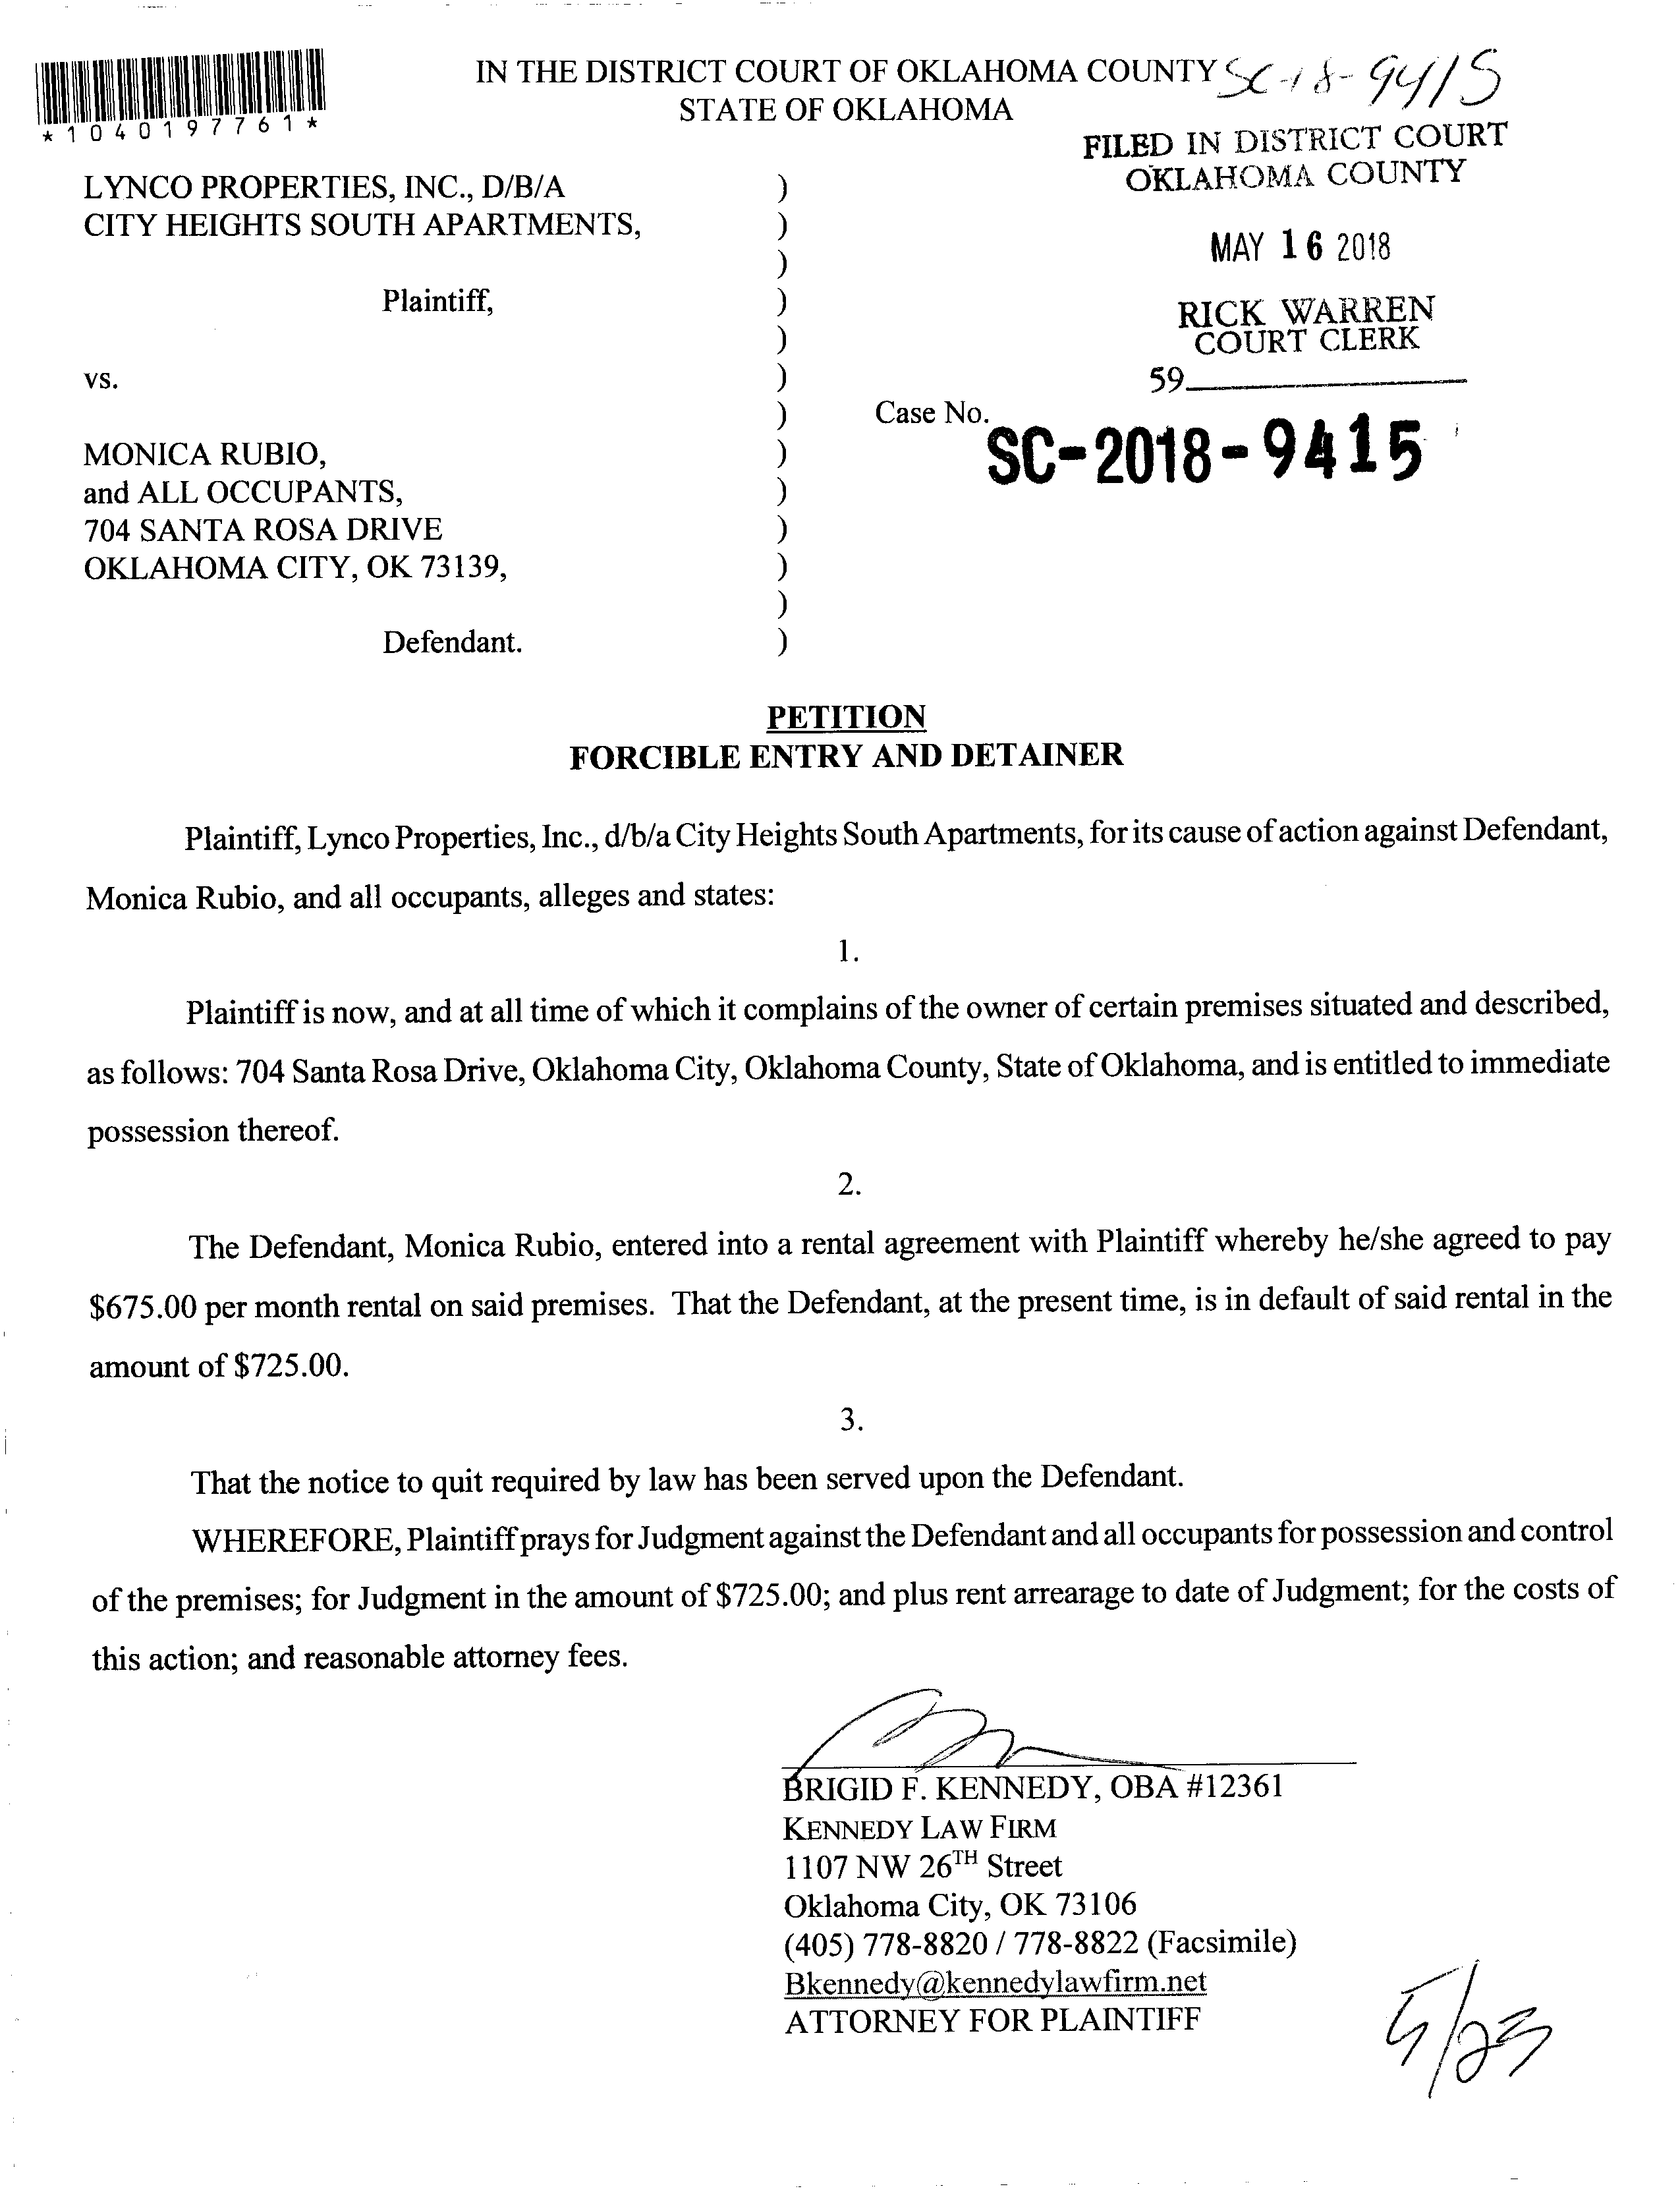 IN THE DISTRICT COURT OF OKLAHOMA COUNTY SC-18-9415
STATE OF OKLAHOMA
*1040197761*
FILED IN DISTRICT COURT
OKLAHOMA COUNTY
LYNCO PROPERTIES, INC., D/B/A )
CITY HEIGHTS SOUTH APARTMENTS, )
MAY 16 2018
)
Plaintiff, )
RICK WARREN
COURT CLERK
)
vs. )
59
) Case No.
SC-2018-9415
MONICA RUBIO, )
and ALL OCCUPANTS, )
704 SANTA ROSA DRIVE )
OKLAHOMA CITY, OK 73139, )
)
Defendant. )
PETITION
FORCIBLE ENTRY AND DETAINER
Plaintiff, Lynco Properties, Inc., d/b/a City Heights South Apartments, for its cause of action against Defendant,
Monica Rubio, and all occupants, alleges and states:
1.
Plaintiff is now, and at all time of which it complains of the owner of certain premises situated and described,
as follows: 704 Santa Rosa Drive, Oklahoma City, Oklahoma County, State of Oklahoma, and is entitled to immediate
possession thereof.
2.
The Defendant, Monica Rubio, entered into a rental agreement with Plaintiff whereby he/she agreed to pay
$675.00 per month rental on said premises. That the Defendant, at the present time, is in default of said rental in the
amount of $725.00.
3.
That the notice to quit required by law has been served upon the Defendant.
WHEREFORE, Plaintiff prays for Judgment against the Defendant and all occupants for possession and control
of the premises; for Judgment in the amount of $725.00; and plus rent arrearage to date of Judgment; for the costs of
this action; and reasonable attorney fees.
BRIGID F. KENNEDY, OBA #12361
KENNEDY LAW FIRM
1107 NW 26TH Street
Oklahoma City, OK 73106
(405) 778-8820 / 778-8822 (Facsimile)
Bkennedy@kennedylawfirm.net
ATTORNEY FOR PLAINTIFF
5/23